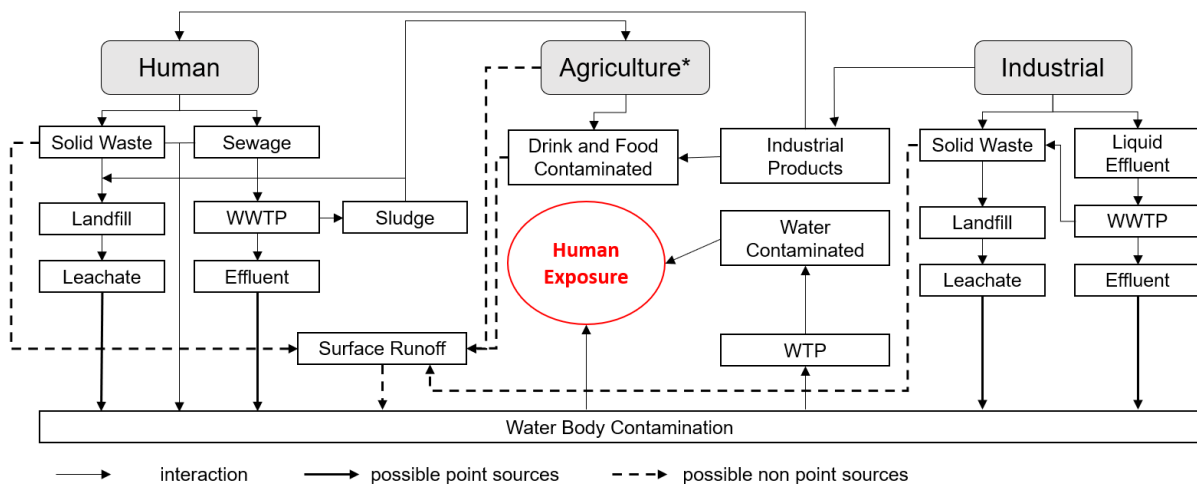 Human
Agriculture*
Industrial
Solid Waste
Sewage
Drink and Food
Contaminated
Industrial
Products
Solid Waste
Liquid
Effluent
Landfill
WWTP
Sludge
Human
Exposure
Water
Contaminated
Landfill
WWTP
Leachate
Effluent
Leachate
Effluent
Surface Runoff
WTP
Water Body Contamination
interaction
possible point sources
possible non point sources